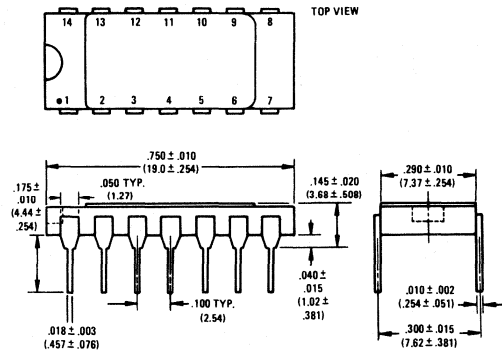 TOP VIEW
14 13 12 11 10 9 8
1 2 3 4 5 6 7
.750 ± .010
(19.0 ± .254)
.175 ±
.010
(4.44 ±
.254)
.050 TYP.
(1.27)
.145 ± .020
(3.68 ± .508)
.290 ± .010
(7.37 ± .254)
.040 ±
.015
(1.02 ±
.381)
.100 TYP.
(2.54)
.018 ± .003
(.457 ± .076)
.010 ± .002
(.254 ± .051)
.300 ± .015
(7.62 ± .381)